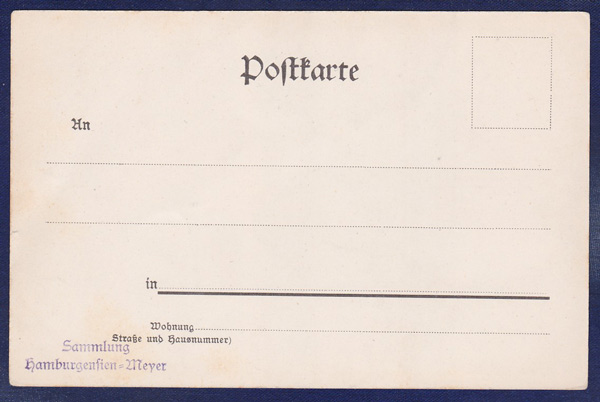 Postkarte
An
in
Wohnung
Straße und Hausnummer)
Sammlung
Hamburgensien-Meyer